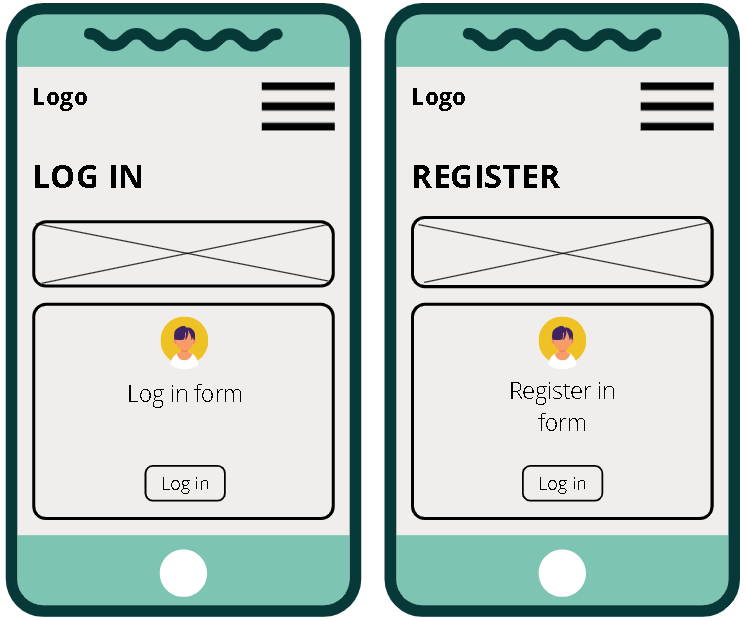 Logo
LOG IN
Log in form
Log in
Logo
REGISTER
Register in
form
Log in